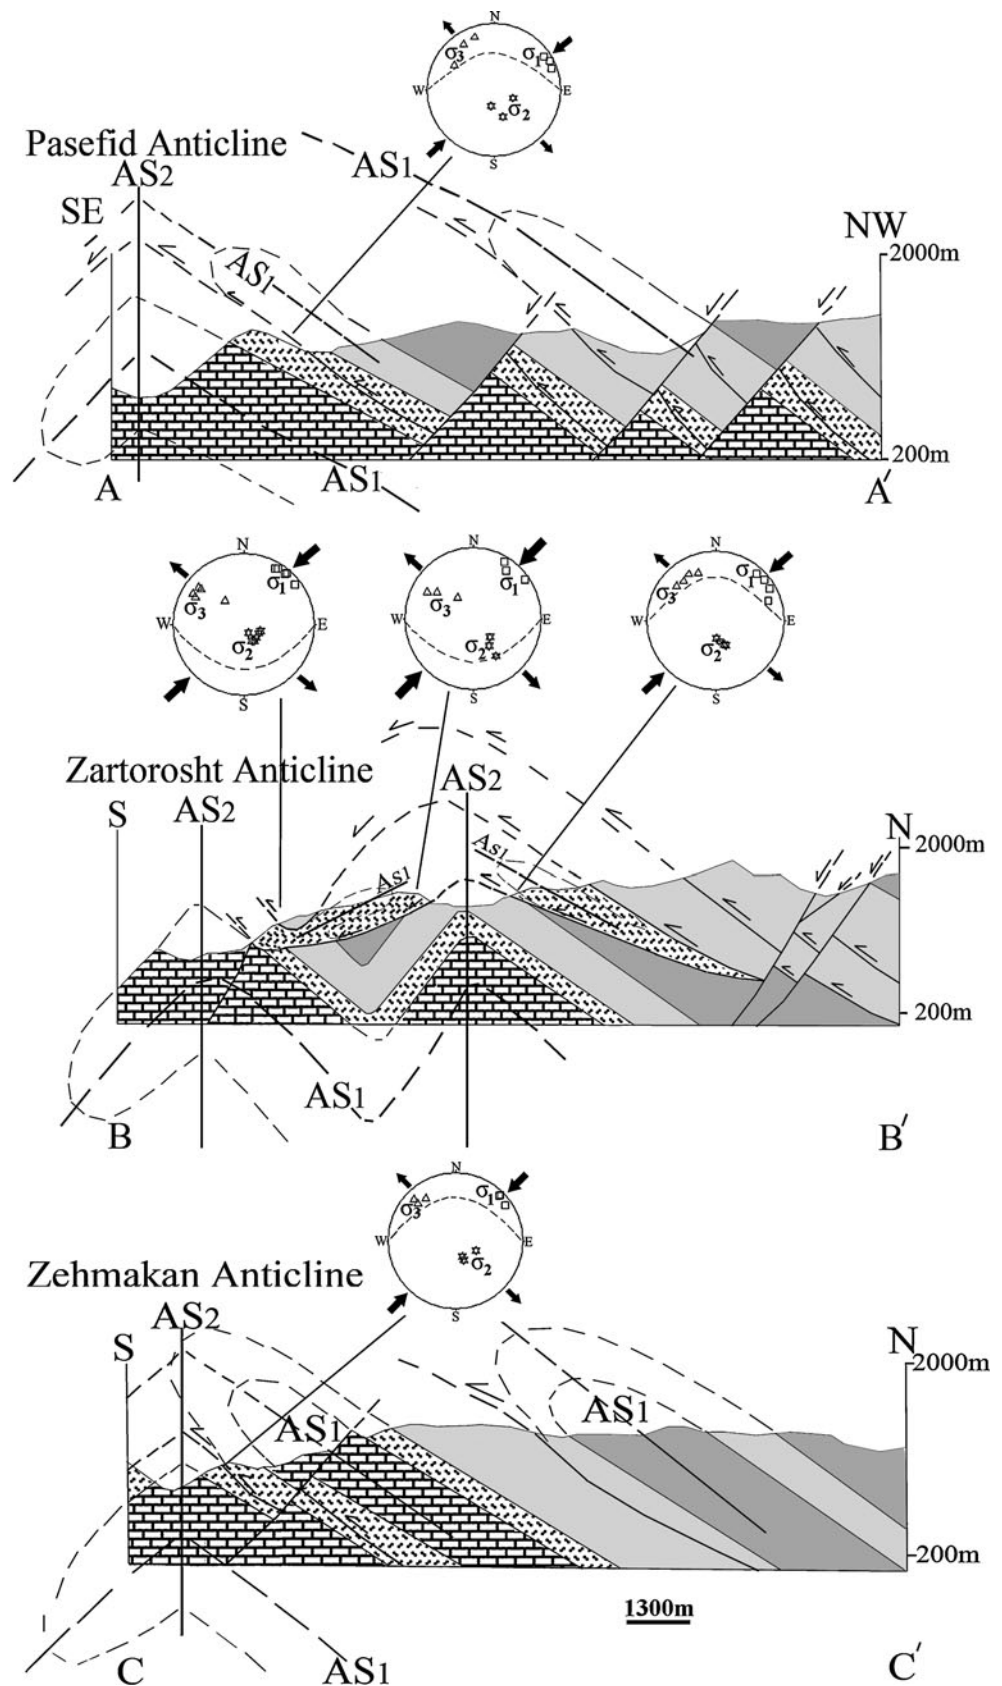 N
σ3 σ1
W E
σ2
S
Pasefid Anticline
AS1
AS2
SE NW
2000m
AS1
200m
A AS1 A′
N N N
σ1 σ1 σ1
σ3 σ3 σ3
W E W E W E
σ2 σ2 σ2
S S S
Zartorosht Anticline
AS2
S AS2 N
2000m
As1
As1
200m
AS1
B B′
N
σ3 σ1
W E
σ2
S
Zehmakan Anticline
AS2
S N
2000m
AS1 AS1
200m
1300m
C AS1 C′